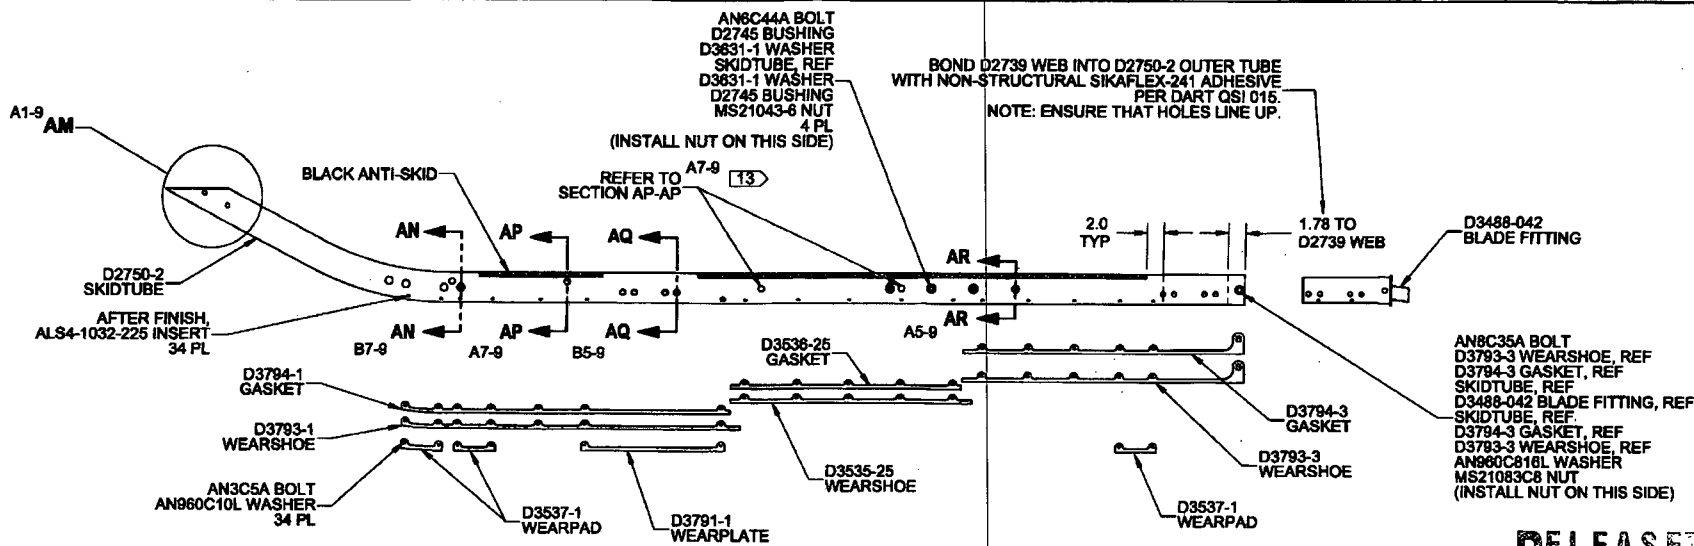 AN6C44A BOLT
D2745 BUSHING
D3631-1 WASHER
SKIDTUBE, REF
D3631-1 WASHER
D2745 BUSHING
MS21043-6 NUT
4 PL
(INSTALL NUT ON THIS SIDE)
BOND D2739 WEB INTO D2750-2 OUTER TUBE
WITH NON-STRUCTURAL SIKAFLEX-241 ADHESIVE
PER DART QSI 015.
NOTE: ENSURE THAT HOLES LINE UP.
A1-9
AM
BLACK ANTI-SKID
REFER TO
SECTION AP-AP
A7-9
13
2.0
TYP
1.78 TO
D2739 WEB
D3488-042
BLADE FITTING
AN
AP
AQ
AR
D2750-2
SKIDTUBE
AFTER FINISH,
ALS4-1032-225 INSERT
34 PL
AN
AP
AQ
AR
B7-9
A7-9
B5-9
A5-9
D3536-25
GASKET
D3794-1
GASKET
D3793-1
WEARSHOE
AN3C5A BOLT
AN960C10L WASHER
34 PL
D3537-1
WEARPAD
D3791-1
WEARPLATE
D3535-25
WEARSHOE
D3794-3
GASKET
D3793-3
WEARSHOE
D3537-1
WEARPAD
AN8C35A BOLT
D3793-3 WEARSHOE, REF
D3794-3 GASKET, REF
SKIDTUBE, REF
D3488-042 BLADE FITTING, REF
SKIDTUBE, REF.
D3794-3 GASKET, REF
D3793-3 WEARSHOE, REF
AN960C816L WASHER
MS21083C8 NUT
(INSTALL NUT ON THIS SIDE)